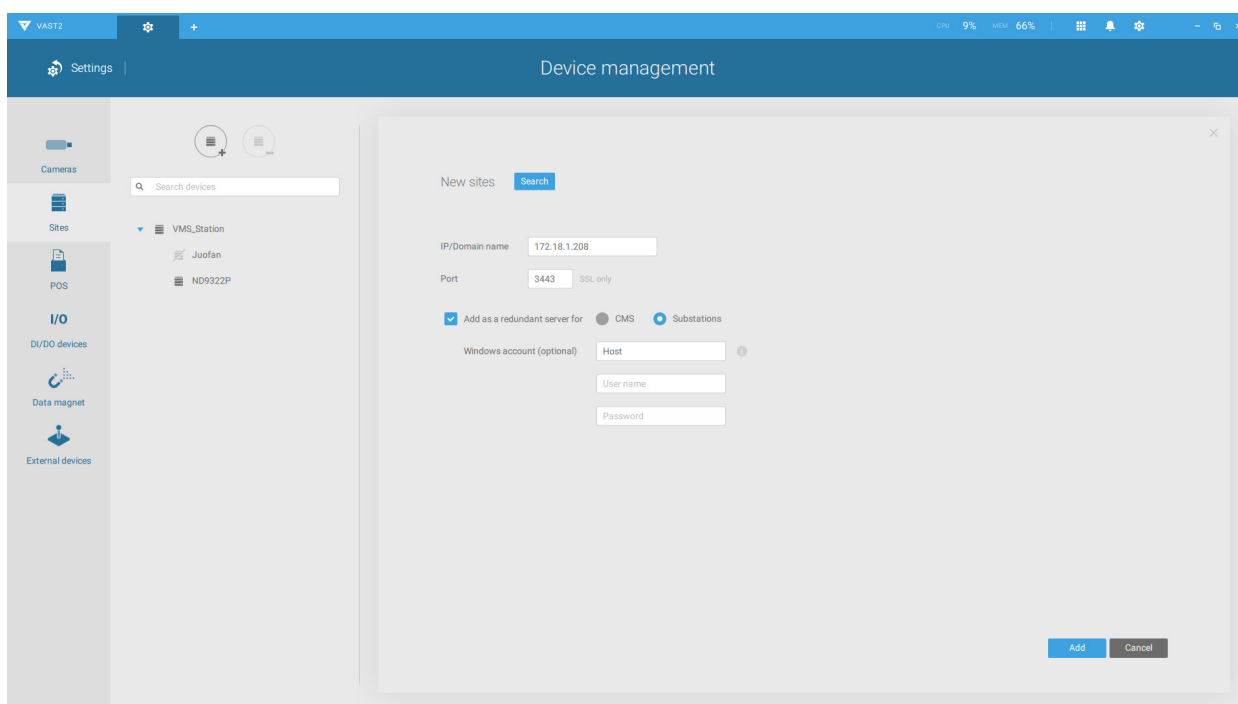 VAST2
+
CPU 9% MEM 66%
Settings
Device management
Cameras
Sites
POS
I/O
DI/DO devices
Data magnet
External devices
Search devices
VMS_Station
Juofan
ND9322P
New sites Search
IP/Domain name 172.18.1.208
Port 3443 SSL only
Add as a redundant server for CMS Substations
Windows account (optional) Host
User name
Password
Add Cancel